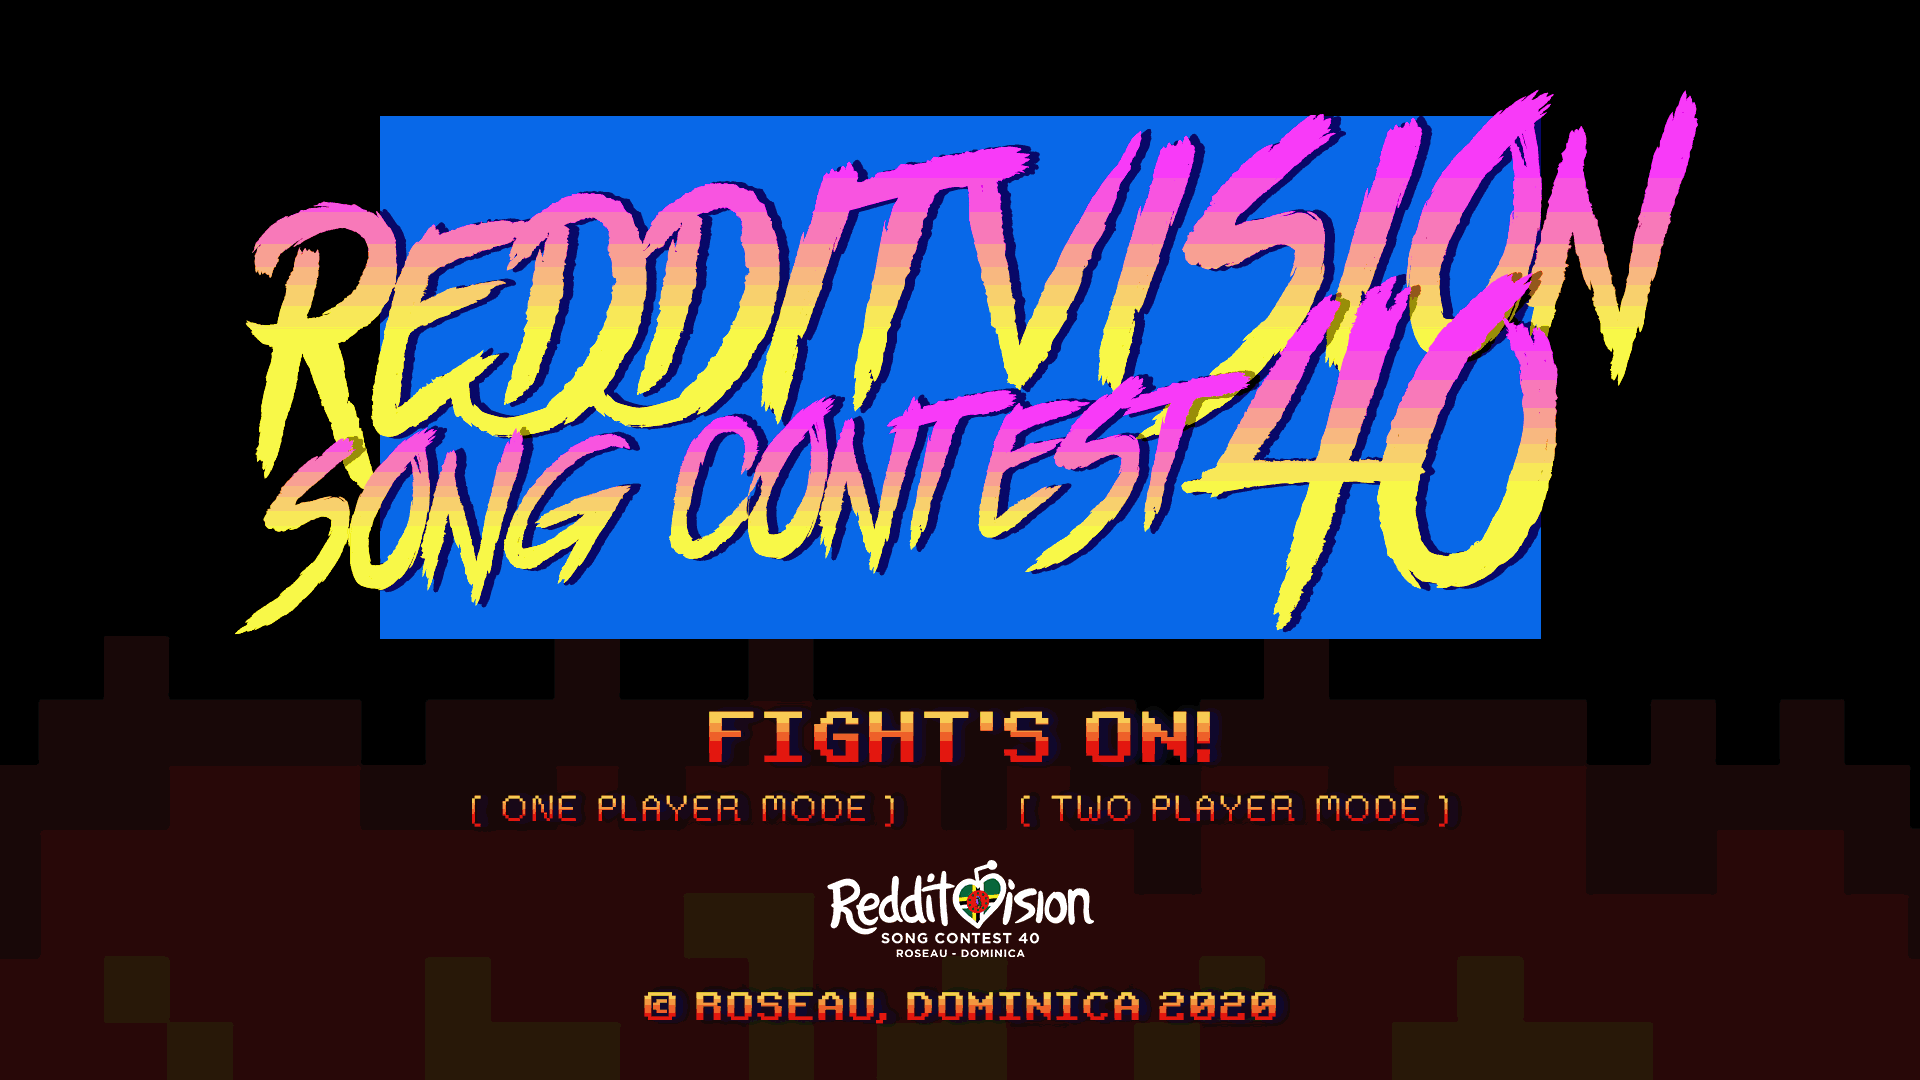 REDDITVISION
SONG CONTEST 40
FIGHT'S ON!
[ ONE PLAYER MODE ] [ TWO PLAYER MODE ]
Redditvision
SONG CONTEST 40
ROSEAU - DOMINICA
© ROSEAU, DOMINICA 2020